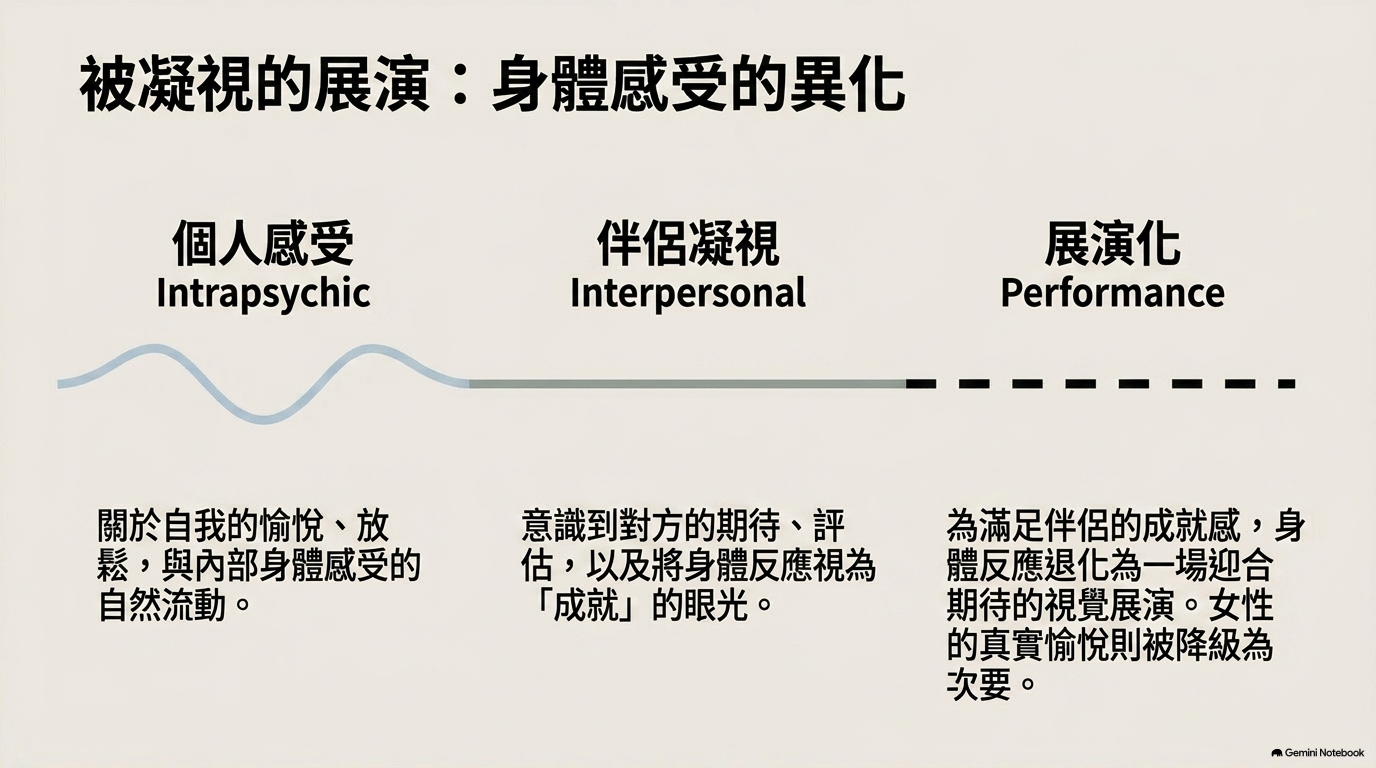 被凝視的展演：身體感受的異化
個人感受
Intrapsychic
伴侶凝視
Interpersonal
展演化
Performance
關於自我的愉悅、放
鬆，與內部身體感受的
自然流動。
意識到對方的期待、評
估，以及將身體反應視為
「成就」的眼光。
為滿足伴侶的成就感，身
體反應退化為一場迎合
期待的視覺展演。女性
的真實愉悅則被降級為
次要。
Gemini Notebook